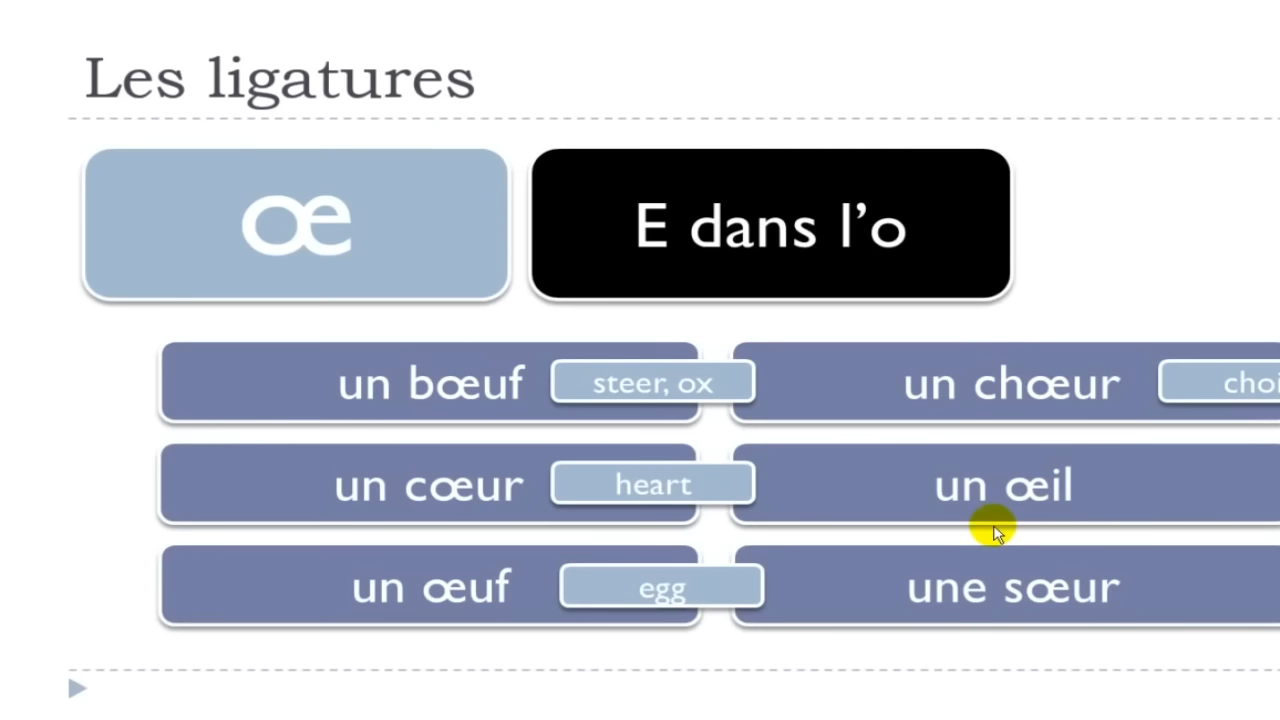 Les ligatures
œ
E dans l’o
un bœuf
steer, ox
un chœur
un cœur
heart
un œil
un œuf
egg
une sœur